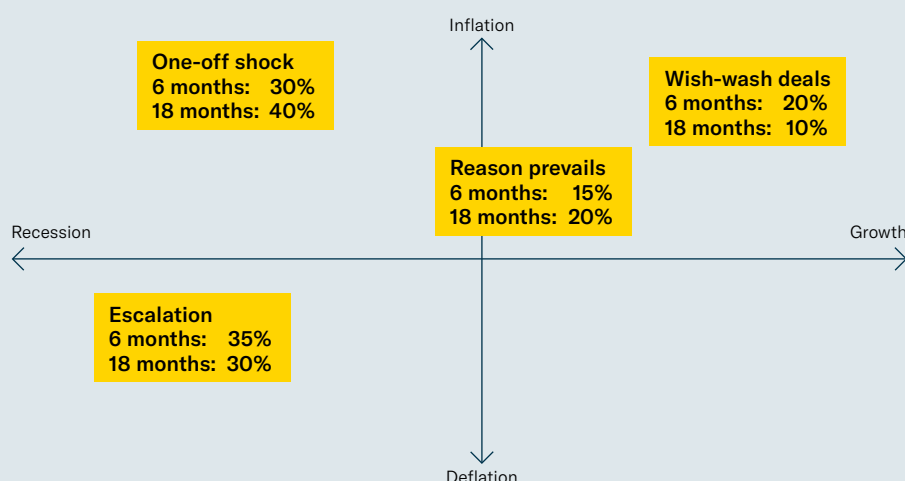 Inflation
One-off shock
6 months: 30%
18 months: 40%
Wish-wash deals
6 months: 20%
18 months: 10%
Reason prevails
6 months: 15%
18 months: 20%
Recession
Growth
Escalation
6 months: 35%
18 months: 30%
Deflation